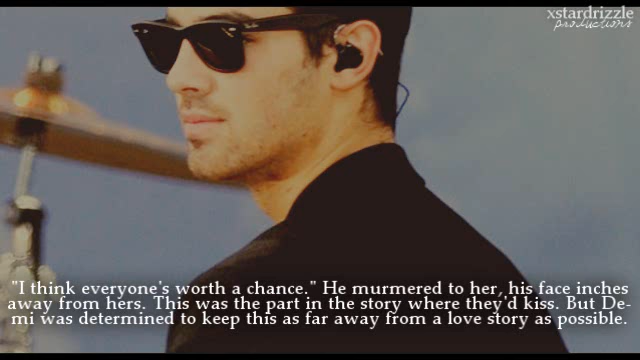 xstardrizzle
productions
"I think everyone's worth a chance." He murmered to her, his face inches
away from hers. This was the part in the story where they'd kiss. But De-
mi was determined to keep this as far away from a love story as possible.